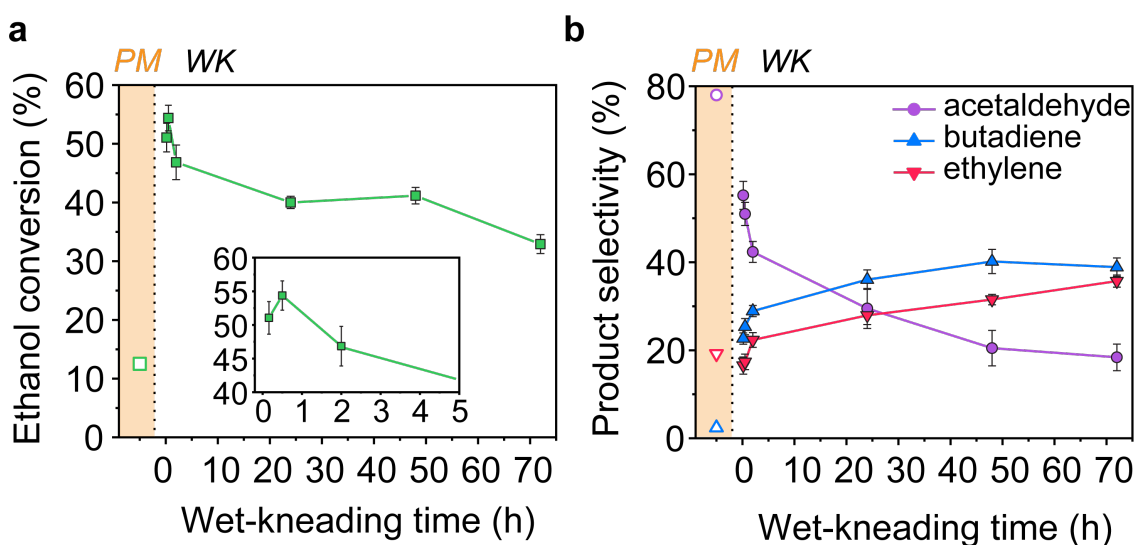 a
PM WK
Ethanol conversion (%)
60
50
40
30
20
10
0
60
55
50
45
40
0 1 2 3 4 5
0 10 20 30 40 50 60 70
Wet-kneading time (h)
b
PM WK
Product selectivity (%)
80
60
40
20
0
acetaldehyde
butadiene
ethylene
0 10 20 30 40 50 60 70
Wet-kneading time (h)